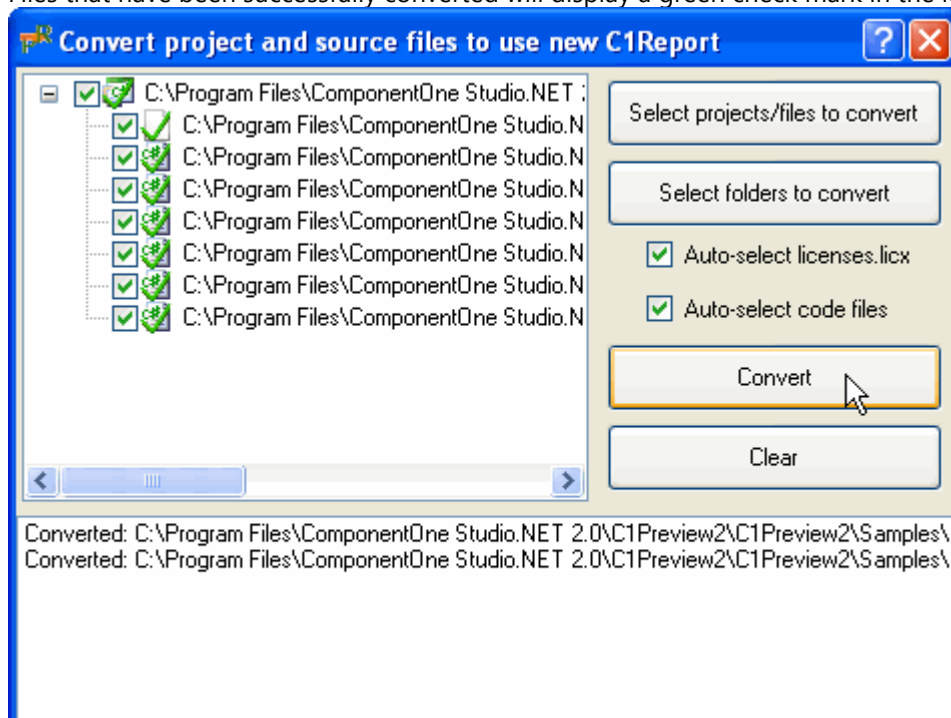 Files that have been successfully converted will display a green check mark in the
Convert project and source files to use new C1Report
C:\Program Files\ComponentOne Studio.NET
C:\Program Files\ComponentOne Studio.N
C:\Program Files\ComponentOne Studio.N
C:\Program Files\ComponentOne Studio.N
C:\Program Files\ComponentOne Studio.N
C:\Program Files\ComponentOne Studio.N
C:\Program Files\ComponentOne Studio.N
C:\Program Files\ComponentOne Studio.N
Select projects/files to convert
Select folders to convert
Auto-select licenses.licx
Auto-select code files
Convert
Clear
Converted: C:\Program Files\ComponentOne Studio.NET 2.0\C1Preview2\C1Preview2\Samples\
Converted: C:\Program Files\ComponentOne Studio.NET 2.0\C1Preview2\C1Preview2\Samples\